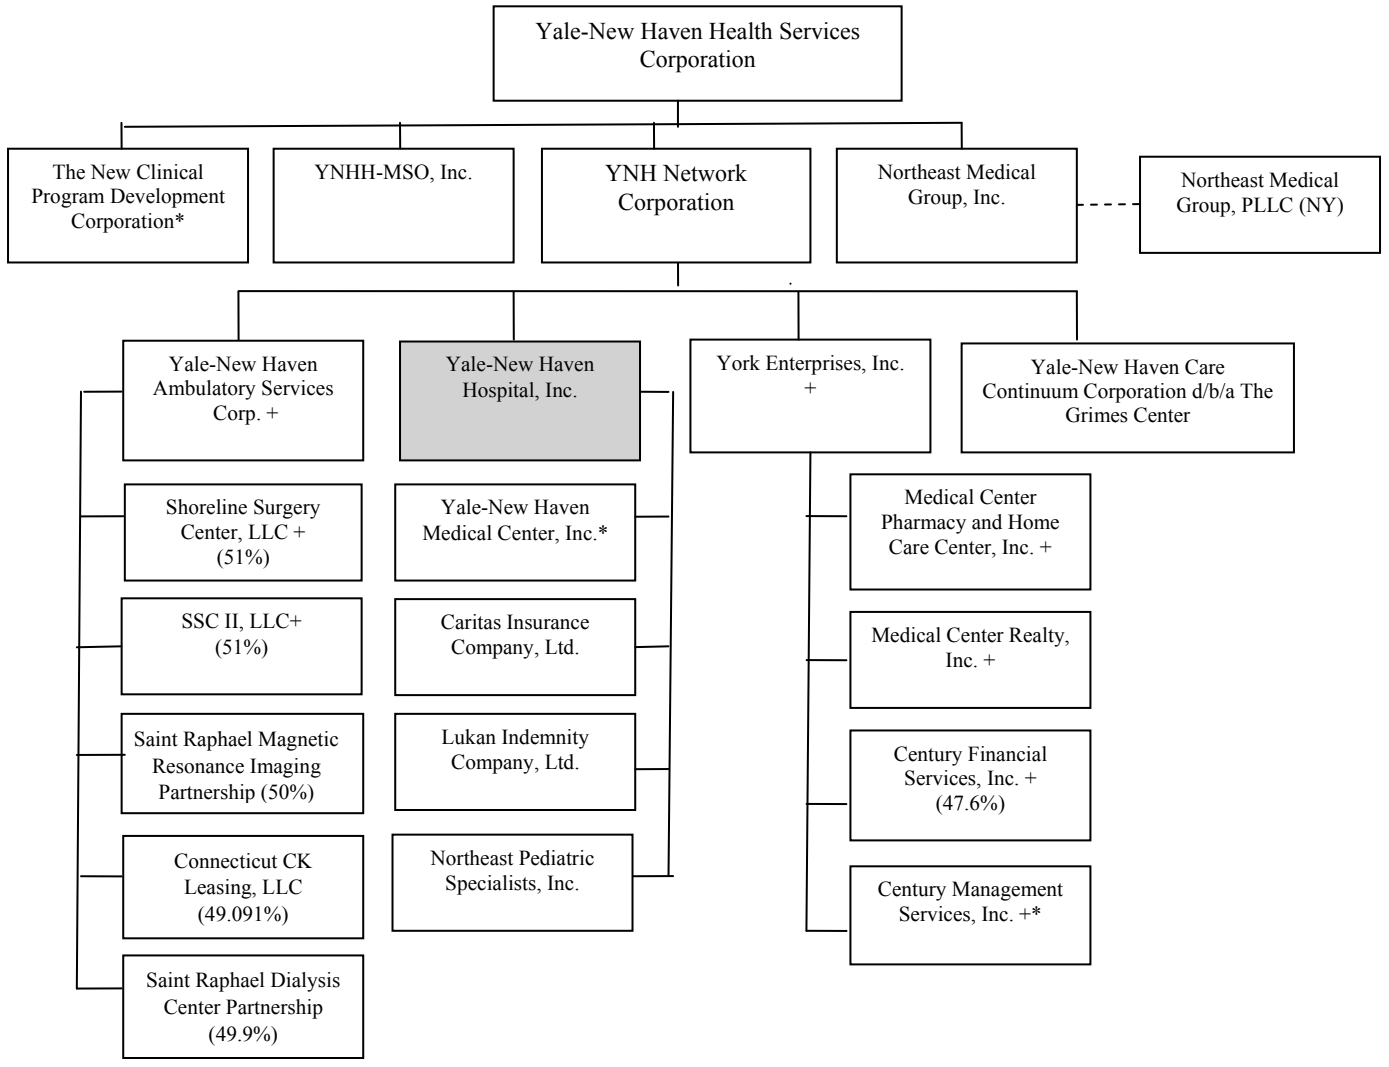 Yale-New Haven Health Services
Corporation
The New Clinical
Program Development
Corporation*
YNHH-MSO, Inc.
YNH Network
Corporation
Northeast Medical
Group, Inc.
Northeast Medical
Group, PLLC (NY)
Yale-New Haven
Ambulatory Services
Corp. +
Yale-New Haven
Hospital, Inc.
York Enterprises, Inc.
+
Yale-New Haven Care
Continuum Corporation d/b/a The
Grimes Center
Shoreline Surgery
Center, LLC +
(51%)
SSC II, LLC+
(51%)
Saint Raphael Magnetic
Resonance Imaging
Partnership (50%)
Connecticut CK
Leasing, LLC
(49.091%)
Saint Raphael Dialysis
Center Partnership
(49.9%)
Yale-New Haven
Medical Center, Inc.*
Caritas Insurance
Company, Ltd.
Lukan Indemnity
Company, Ltd.
Northeast Pediatric
Specialists, Inc.
Medical Center
Pharmacy and Home
Care Center, Inc. +
Medical Center Realty,
Inc. +
Century Financial
Services, Inc. +
(47.6%)
Century Management
Services, Inc. +*